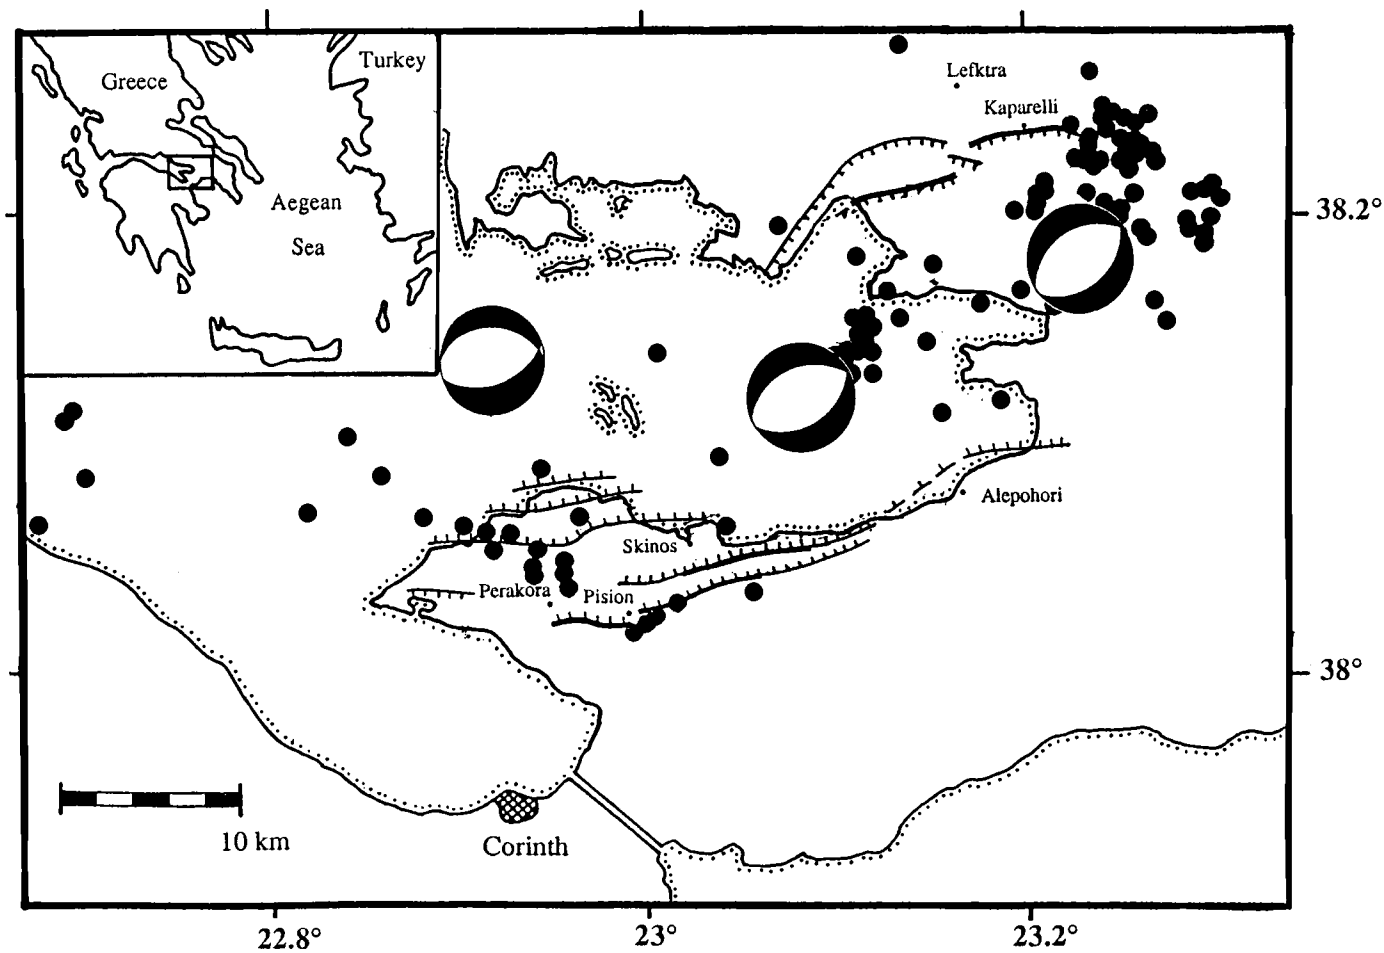 Turkey
Greece
Aegean
Sea
Lefktra
Kaparelli
38.2°
Alepohori
Skinos
Perakora
Pision
38°
10 km
Corinth
22.8°
23°
23.2°